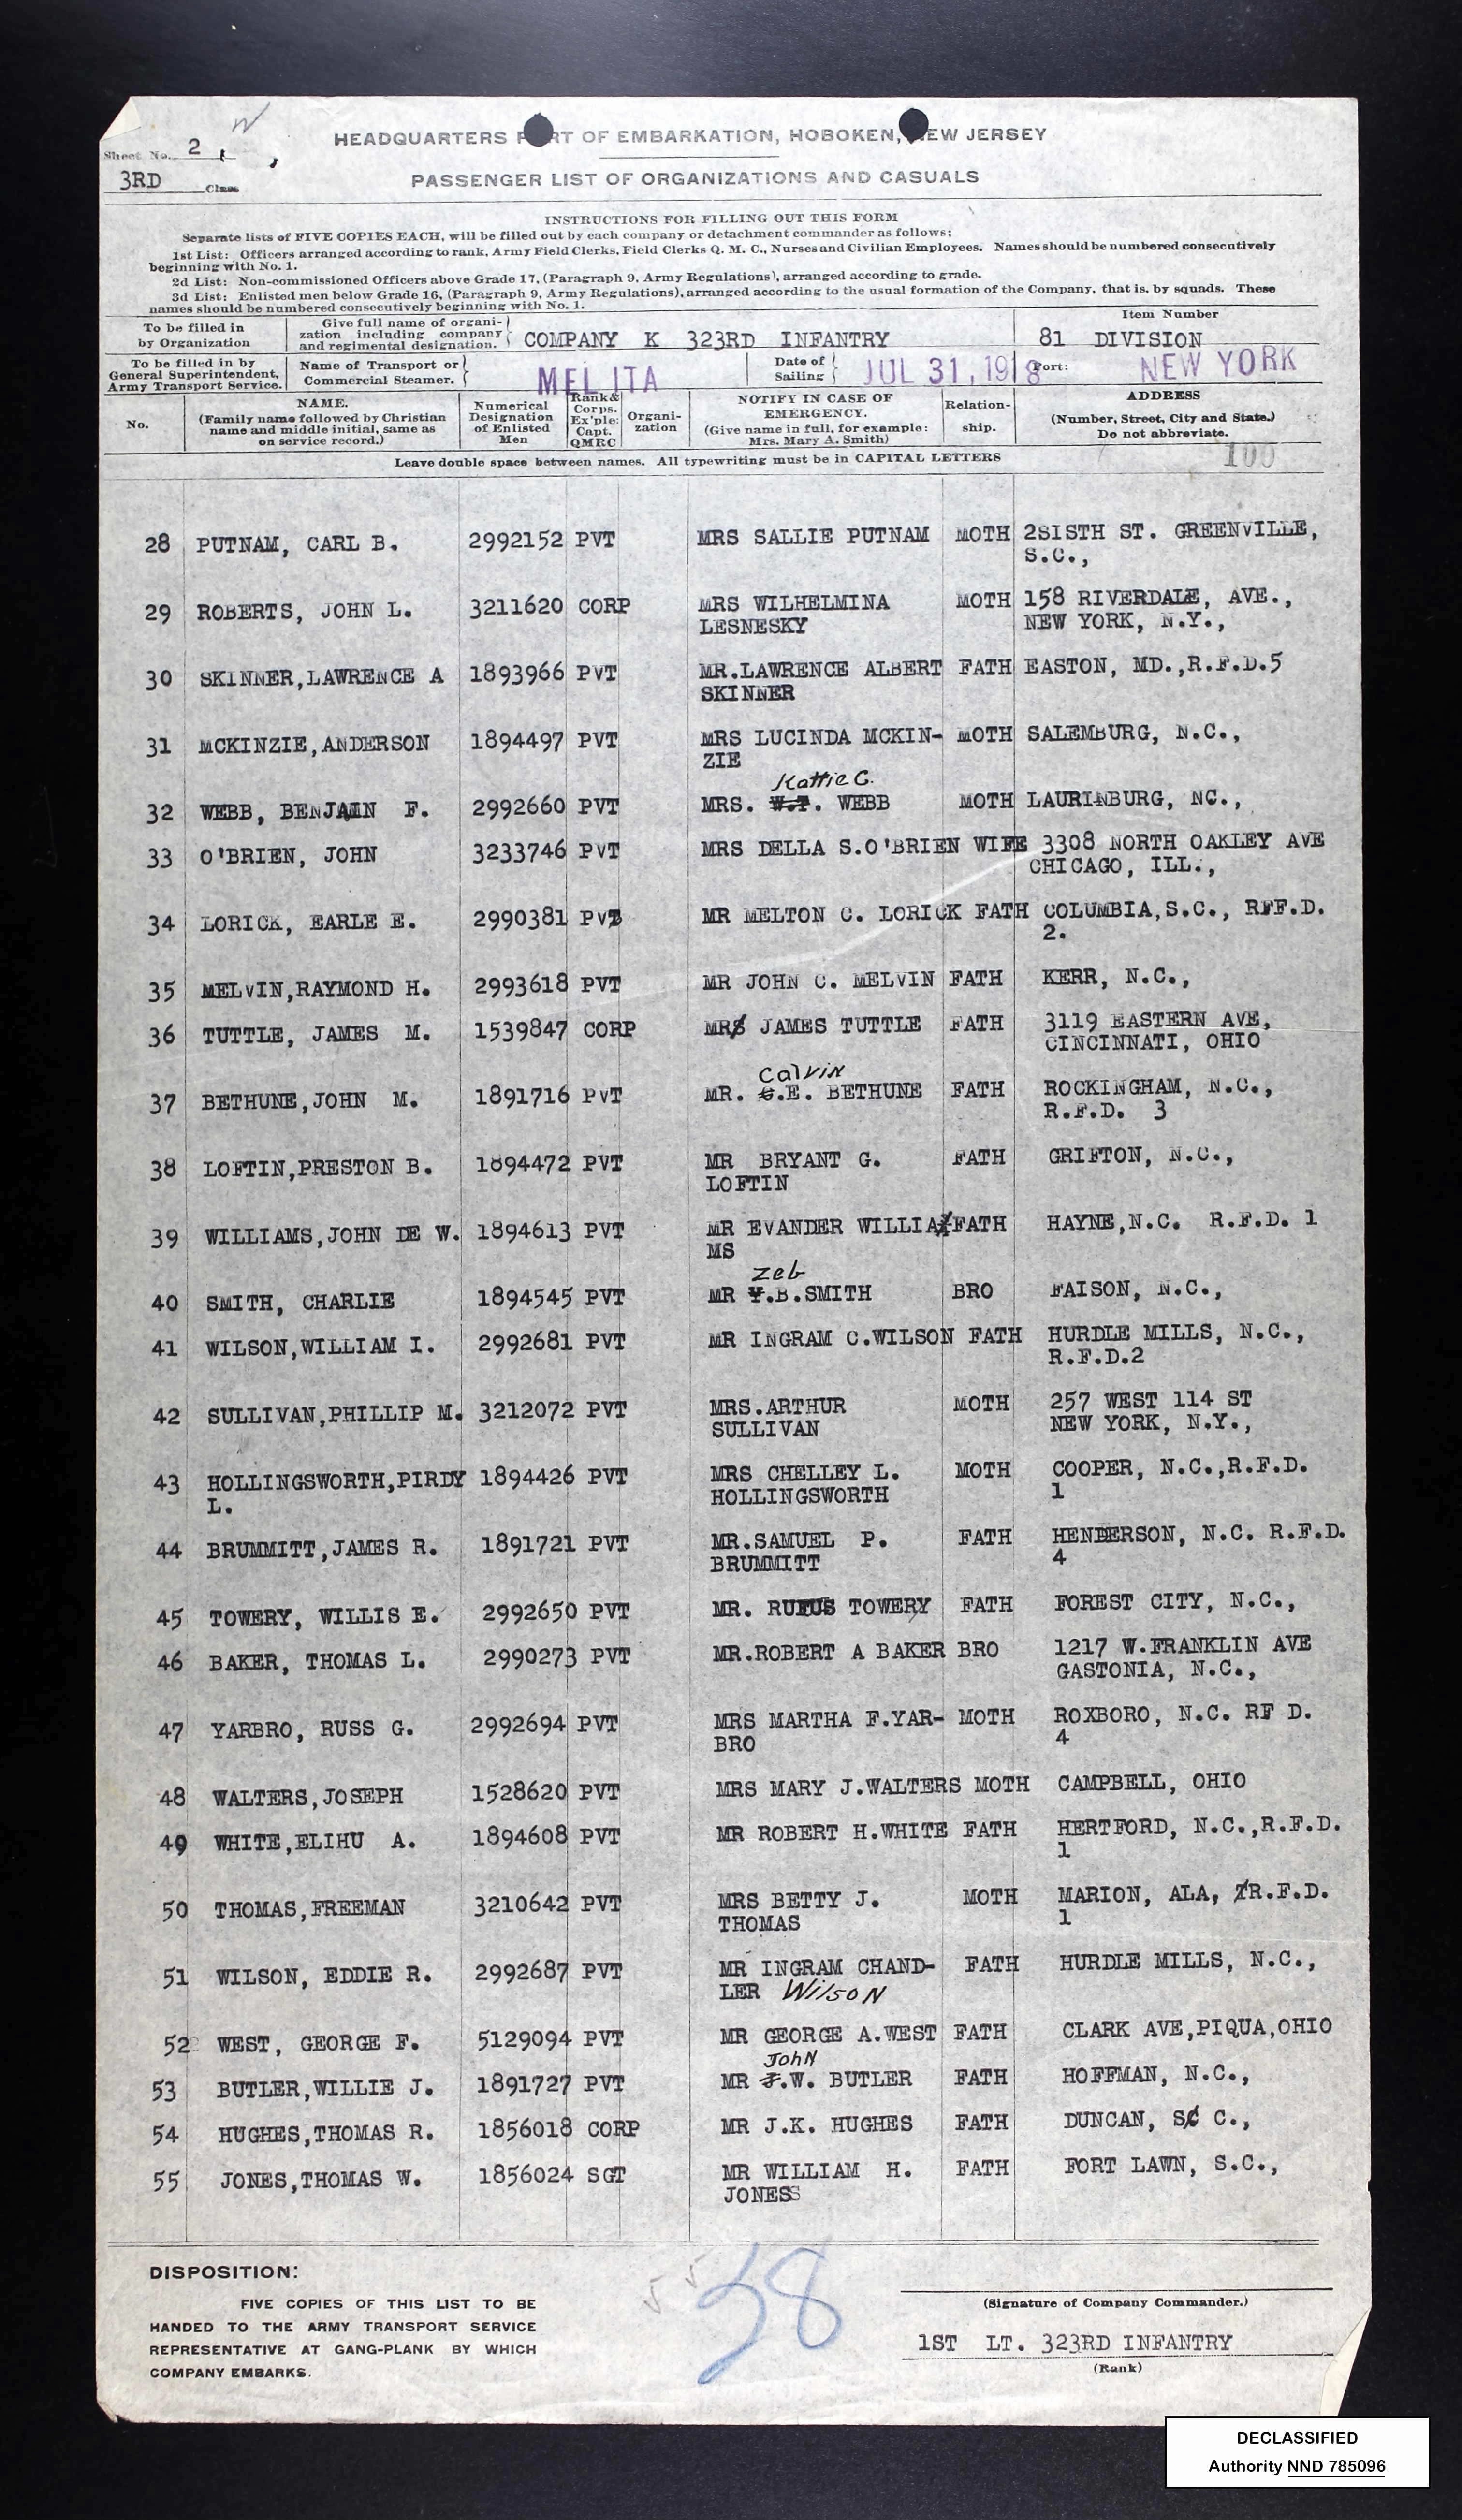 Sheet No. 2
3RD Class
HEADQUARTERS PORT OF EMBARKATION, HOBOKEN, NEW JERSEY
PASSENGER LIST OF ORGANIZATIONS AND CASUALS
INSTRUCTIONS FOR FILLING OUT THIS FORM
Separate lists of FIVE COPIES EACH, will be filled out by each company or detachment commander as follows:
1st List: Officers arranged according to rank, Army Field Clerks, Field Clerks Q. M. C., Nurses and Civilian Employees. Names should be numbered consecutively
beginning with No. 1.
2d List: Non-commissioned Officers above Grade 17, (Paragraph 9, Army Regulations), arranged according to grade.
3d List: Enlisted men below Grade 16, (Paragraph 9, Army Regulations), arranged according to the usual formation of the Company, that is, by squads. These
names should be numbered consecutively beginning with No. 1.
To be filled in by Organization
Give full name of organization including company and regimental designation.
COMPANY K 323RD INFANTRY
Item Number
81 DIVISION
To be filled in by General Superintendent, Army Transport Service.
Name of Transport or Commercial Steamer.
MELITA
Date of Sailing
JUL 31, 1918
Port:
NEW YORK
No.
NAME.
(Family name followed by Christian name and middle initial, same as on service record.)
Numerical Designation of Enlisted Men
Rank & Corps. Ex'ple: Capt. QMRC
Organization
NOTIFY IN CASE OF EMERGENCY.
(Give name in full, for example: Mrs. Mary A. Smith)
Relationship.
ADDRESS
(Number, Street, City and State.)
Do not abbreviate.
Leave double space between names. All typewriting must be in CAPITAL LETTERS
100
28 PUTNAM, CARL B. 2992152 PVT MRS SALLIE PUTNAM MOTH 2SISTH ST. GREENVILLE,
S.C.,
29 ROBERTS, JOHN L. 3211620 CORP MRS WILHELMINA MOTH 158 RIVERDALE, AVE.,
LESNESKY NEW YORK, N.Y.,
30 SKINNER,LAWRENCE A 1893966 PVT MR.LAWRENCE ALBERT FATH EASTON, MD.,R.F.D.5
SKINNER
31 MCKINZIE,ANDERSON 1894497 PVT MRS LUCINDA MCKIN- MOTH SALEMBURG, N.C.,
ZIE
Kattie C.
32 WEBB, BENJAIN F. 2992660 PVT MRS. W.T. WEBB MOTH LAURINBURG, NC.,
33 O'BRIEN, JOHN 3233746 PVT MRS DELLA S.O'BRIEN WIFE 3308 NORTH OAKLEY AVE
CHICAGO, ILL.,
34 LORICK, EARLE E. 2990381 PVT MR MELTON C. LORICK FATH COLUMBIA,S.C., RFF.D.
2.
35 MELVIN,RAYMOND H. 2993618 PVT MR JOHN C. MELVIN FATH KERR, N.C.,
36 TUTTLE, JAMES M. 1539847 CORP MRS JAMES TUTTLE FATH 3119 EASTERN AVE,
CINCINNATI, OHIO
Calvin
37 BETHUNE,JOHN M. 1891716 PVT MR. C.E. BETHUNE FATH ROCKINGHAM, N.C.,
R.F.D. 3
38 LOFTIN,PRESTON B. 1894472 PVT MR BRYANT G. FATH GRIFTON, N.C.,
LOFTIN
39 WILLIAMS,JOHN DE W. 1894613 PVT MR EVANDER WILLIA FATH HAYNE,N.C. R.F.D. 1
MS
Zeb
40 SMITH, CHARLIE 1894545 PVT MR Y.B.SMITH BRO FAISON, N.C.,
41 WILSON,WILLIAM I. 2992681 PVT MR INGRAM C.WILSON FATH HURDLE MILLS, N.C.,
R.F.D.2
42 SULLIVAN,PHILLIP M. 3212072 PVT MRS.ARTHUR MOTH 257 WEST 114 ST
SULLIVAN NEW YORK, N.Y.,
43 HOLLINGSWORTH,PIRDY 1894426 PVT MRS CHELLEY L. MOTH COOPER, N.C.,R.F.D.
L. HOLLINGSWORTH 1
44 BRUMMITT,JAMES R. 1891721 PVT MR.SAMUEL P. FATH HENDERSON, N.C. R.F.D.
BRUMMITT 4
45 TOWERY, WILLIS E. 2992650 PVT MR. RUFUS TOWERY FATH FOREST CITY, N.C.,
46 BAKER, THOMAS L. 2990273 PVT MR.ROBERT A BAKER BRO 1217 W.FRANKLIN AVE
GASTONIA, N.C.,
47 YARBRO, RUSS G. 2992694 PVT MRS MARTHA F.YAR- MOTH ROXBORO, N.C. RF D.
BRO 4
48 WALTERS,JOSEPH 1528620 PVT MRS MARY J.WALTERS MOTH CAMPBELL, OHIO
49 WHITE,ELIHU A. 1894608 PVT MR ROBERT H.WHITE FATH HERTFORD, N.C.,R.F.D.
1
50 THOMAS,FREEMAN 3210642 PVT MRS BETTY J. MOTH MARION, ALA, R.F.D.
THOMAS 1
51 WILSON, EDDIE R. 2992687 PVT MR INGRAM CHAND- FATH HURDLE MILLS, N.C.,
LER Wilson
52 WEST, GEORGE F. 5129094 PVT MR GEORGE A.WEST FATH CLARK AVE,PIQUA,OHIO
John
53 BUTLER,WILLIE J. 1891727 PVT MR J.W. BUTLER FATH HOFFMAN, N.C.,
54 HUGHES,THOMAS R. 1856018 CORP MR J.K. HUGHES FATH DUNCAN, S C.,
55 JONES,THOMAS W. 1856024 SGT MR WILLIAM H. FATH FORT LAWN, S.C.,
JONESS
DISPOSITION:
FIVE COPIES OF THIS LIST TO BE
HANDED TO THE ARMY TRANSPORT SERVICE
REPRESENTATIVE AT GANG-PLANK BY WHICH
COMPANY EMBARKS.
55
58
(Signature of Company Commander.)
1ST LT. 323RD INFANTRY
(Rank)
DECLASSIFIED
Authority NND 785096